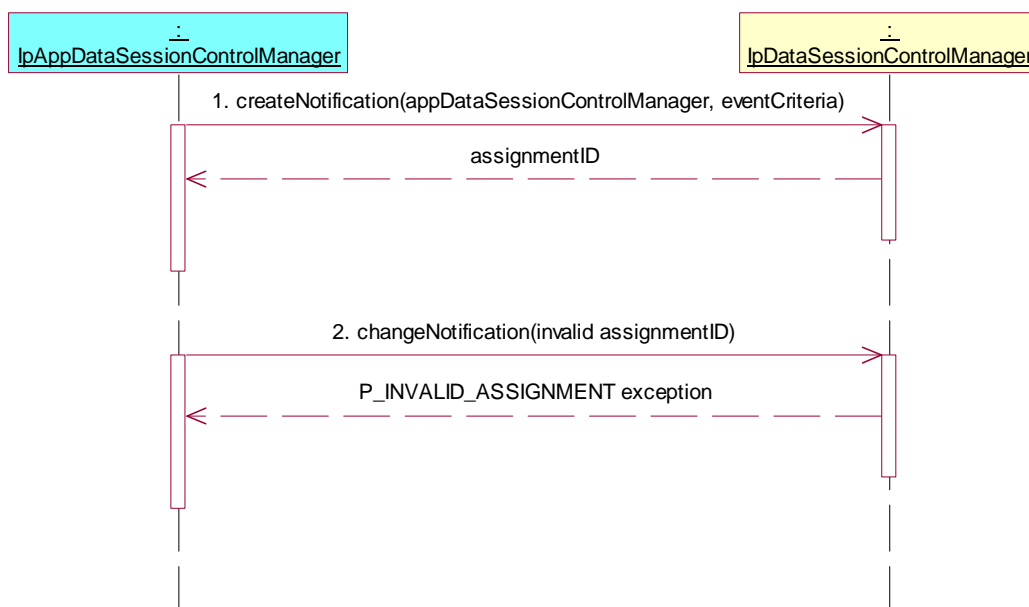 :
IpAppDataSessionControlManager
:
IpDataSessionControlManager
1. createNotification(appDataSessionControlManager, eventCriteria)
assignmentID
2. changeNotification(invalid assignmentID)
P_INVALID_ASSIGNMENT exception